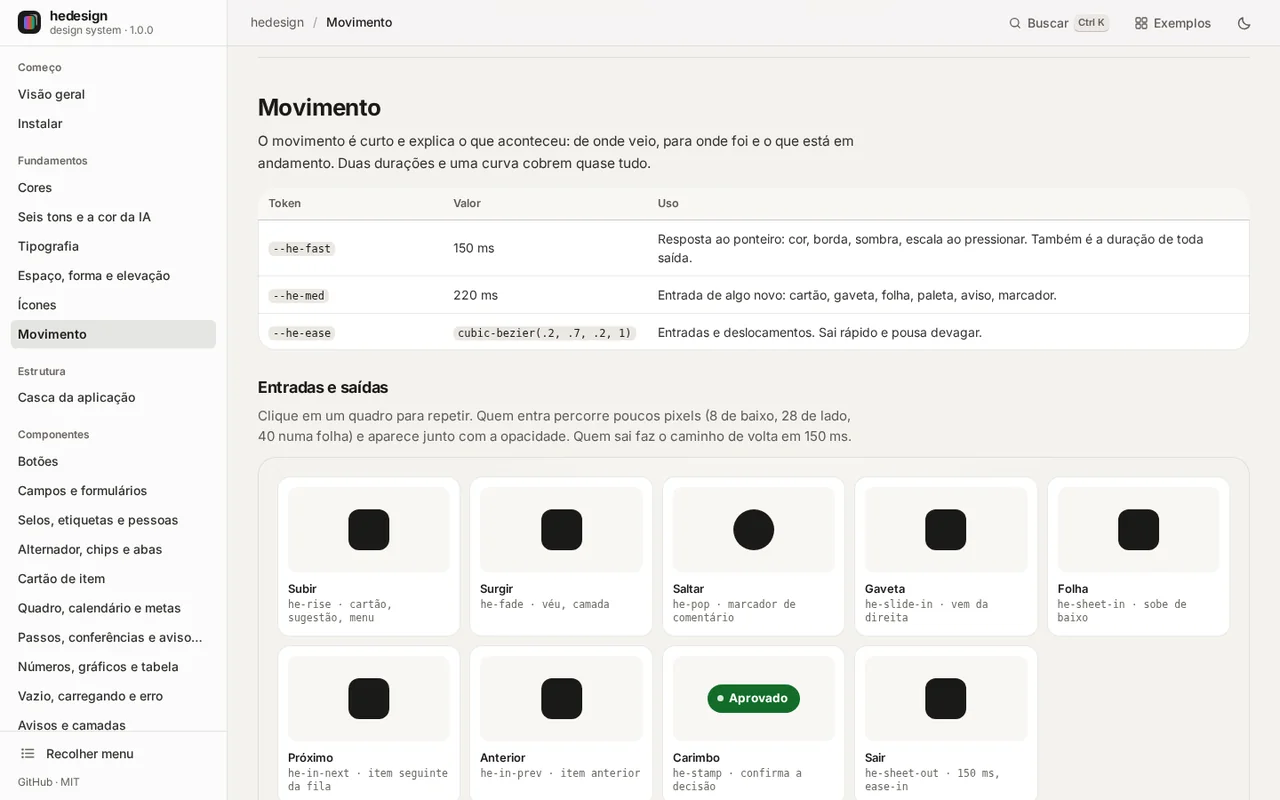 hedesign
design system · 1.0.0
hedesign / Movimento
Buscar Ctrl K
Exemplos
Começo
Visão geral
Instalar
Fundamentos
Cores
Seis tons e a cor da IA
Tipografia
Espaço, forma e elevação
Ícones
Movimento
Estrutura
Casca da aplicação
Componentes
Botões
Campos e formulários
Selos, etiquetas e pessoas
Alternador, chips e abas
Cartão de item
Quadro, calendário e metas
Passos, conferências e aviso...
Números, gráficos e tabela
Vazio, carregando e erro
Avisos e camadas
Recolher menu
GitHub · MIT
Movimento
O movimento é curto e explica o que aconteceu: de onde veio, para onde foi e o que está em
andamento. Duas durações e uma curva cobrem quase tudo.
Token Valor Uso
--he-fast 150 ms Resposta ao ponteiro: cor, borda, sombra, escala ao pressionar. Também é a duração de toda
saída.
--he-med 220 ms Entrada de algo novo: cartão, gaveta, folha, paleta, aviso, marcador.
--he-ease cubic-bezier(.2, .7, .2, 1) Entradas e deslocamentos. Sai rápido e pousa devagar.
Entradas e saídas
Clique em um quadro para repetir. Quem entra percorre poucos pixels (8 de baixo, 28 de lado,
40 numa folha) e aparece junto com a opacidade. Quem sai faz o caminho de volta em 150 ms.
Subir
he-rise · cartão,
sugestão, menu
Surgir
he-fade · véu, camada
Saltar
he-pop · marcador de
comentário
Gaveta
he-slide-in · vem da
direita
Folha
he-sheet-in · sobe de
baixo
Próximo
he-in-next · item seguinte
da fila
Anterior
he-in-prev · item anterior
Aprovado
Carimbo
he-stamp · confirma a
decisão
Sair
he-sheet-out · 150 ms,
ease-in